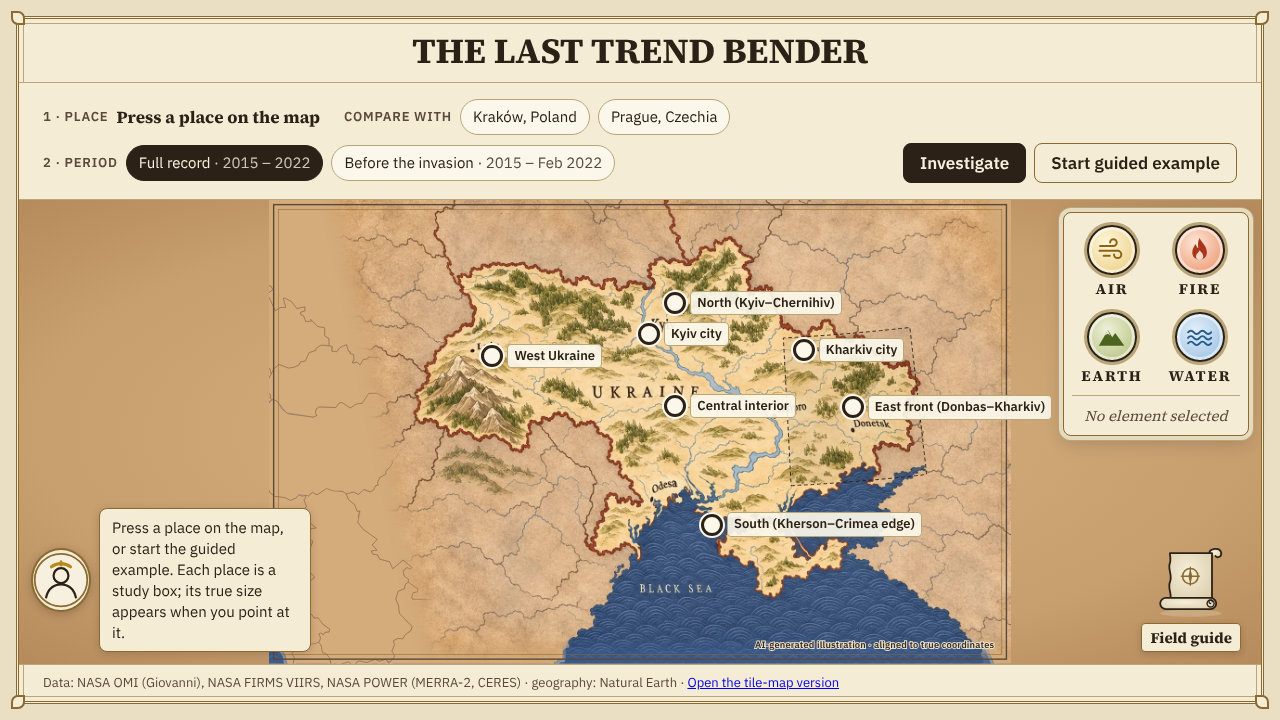 THE LAST TREND BENDER
1 · PLACE Press a place on the map COMPARE WITH Kraków, Poland Prague, Czechia
2 · PERIOD Full record · 2015 – 2022 Before the invasion · 2015 – Feb 2022 Investigate Start guided example
North (Kyiv–Chernihiv)
Kyiv city
Kharkiv city
West Ukraine
UKRAINE
Central interior
East front (Donbas–Kharkiv)
Donetsk
Odesa
South (Kherson–Crimea edge)
BLACK SEA
AI-generated illustration · aligned to true coordinates
AIR FIRE
EARTH WATER
No element selected
Press a place on the map,
or start the guided
example. Each place is a
study box; its true size
appears when you point at
it.
Field guide
Data: NASA OMI (Giovanni), NASA FIRMS VIIRS, NASA POWER (MERRA-2, CERES) · geography: Natural Earth · Open the tile-map version